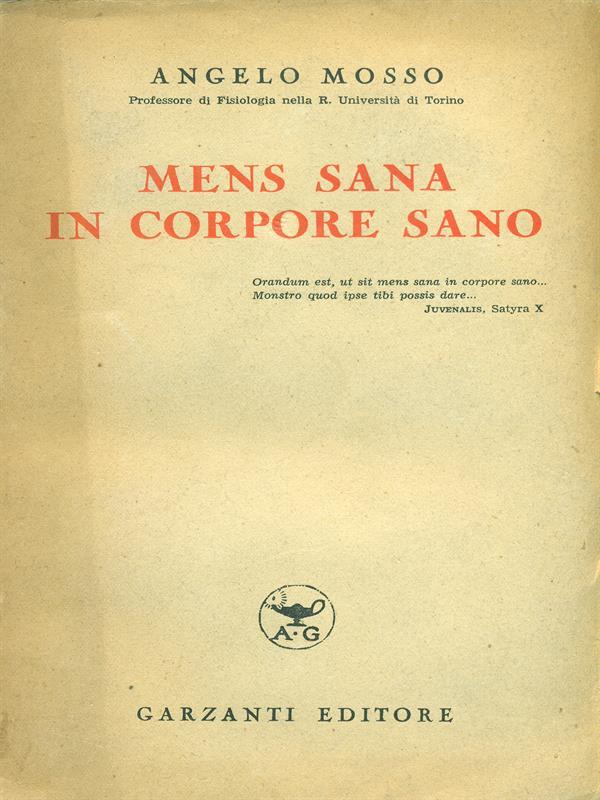 ANGELO MOSSO
Professore di Fisiologia nella R. Università di Torino
MENS SANA
IN CORPORE SANO
Orandum est, ut sit mens sana in corpore sano...
Monstro quod ipse tibi possis dare...
JUVENALIS, Satyra X
A·G
GARZANTI EDITORE